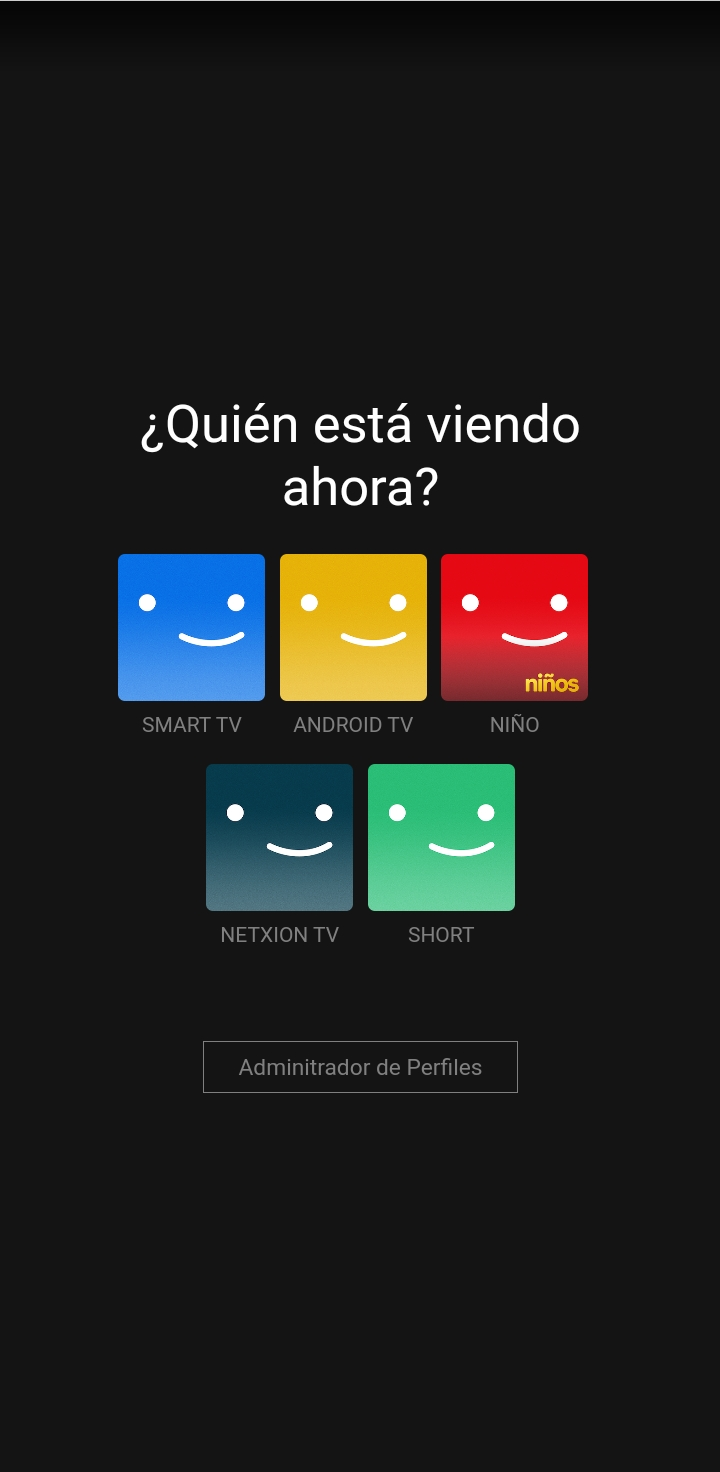 ¿Quién está viendo
ahora?
niños
SMART TV
ANDROID TV
NIÑO
NETXION TV
SHORT
Adminitrador de Perfiles